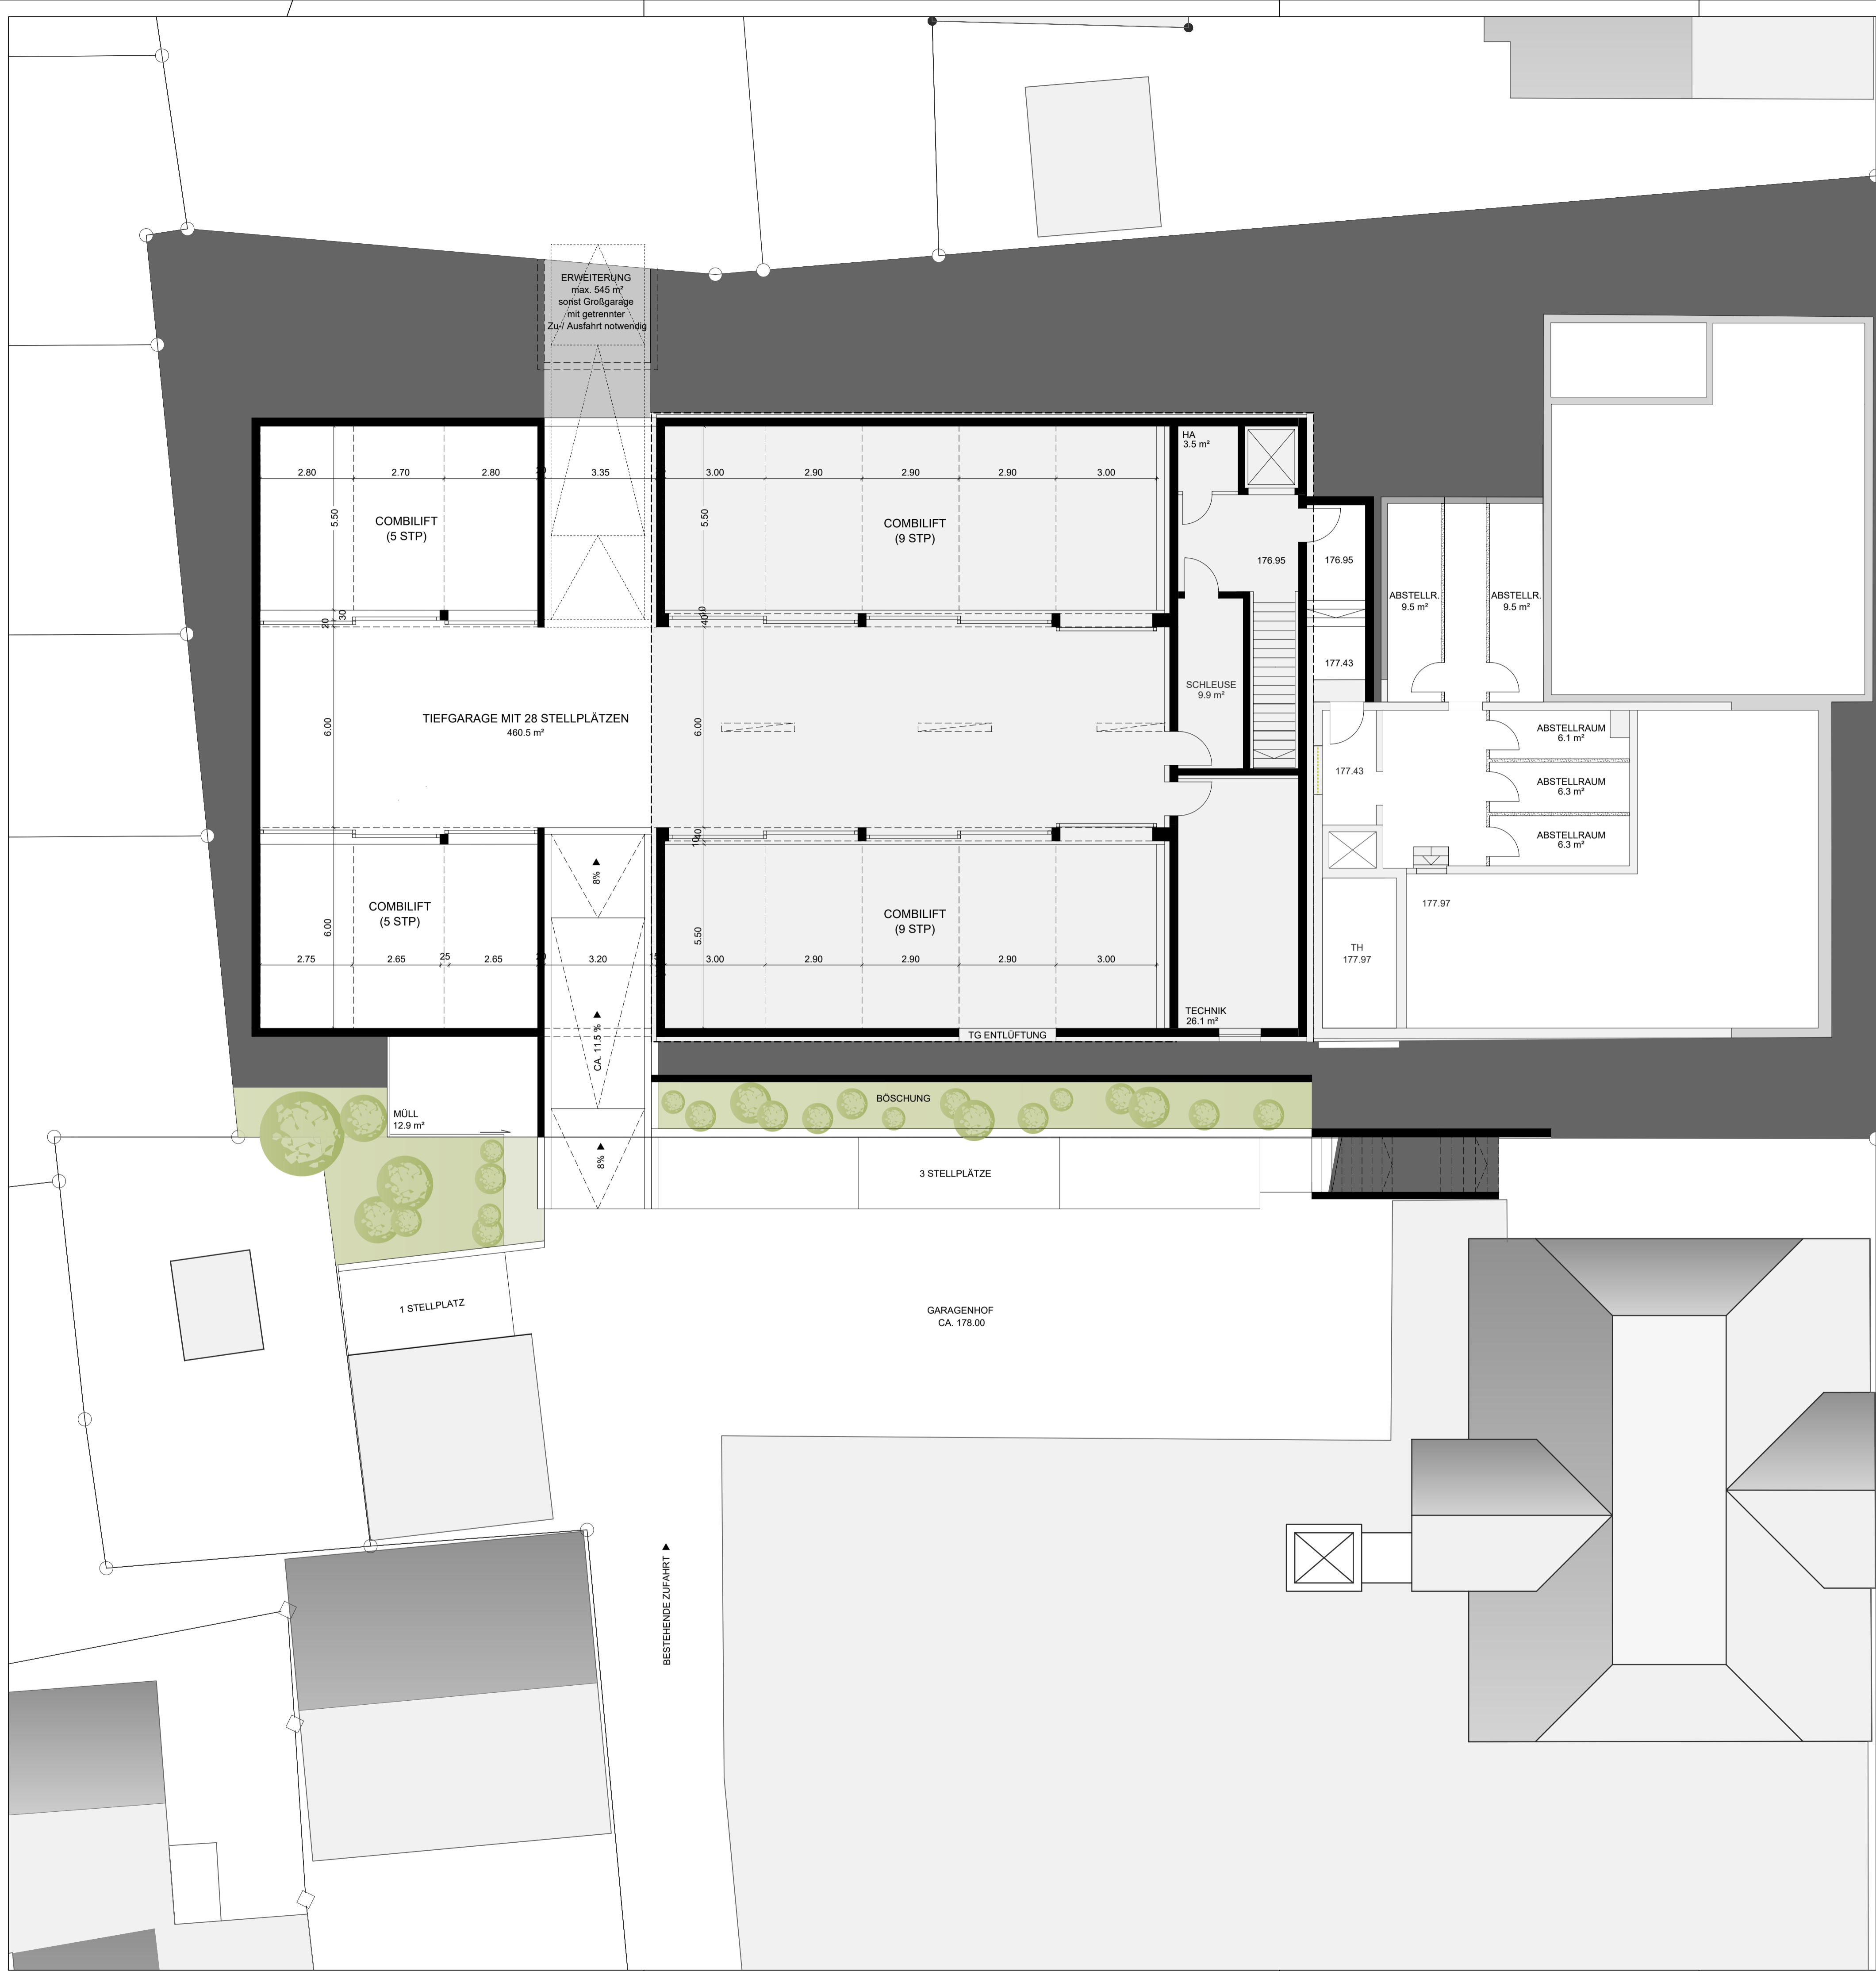 ERWEITERUNG
max. 545 m²
sonst Großgarage
mit getrennter
Zu-/ Ausfahrt notwendig
HA
3.5 m²
2.80
2.70
2.80
3.35
3.00
2.90
2.90
2.90
3.00
5.50
5.50
COMBILIFT
(5 STP)
COMBILIFT
(9 STP)
176.95
176.95
ABSTELLR.
9.5 m²
ABSTELLR.
9.5 m²
30
20
177.43
SCHLEUSE
9.9 m²
TIEFGARAGE MIT 28 STELLPLÄTZEN
460.5 m²
6.00
6.00
ABSTELLRAUM
6.1 m²
177.43
ABSTELLRAUM
6.3 m²
ABSTELLRAUM
6.3 m²
8%
177.97
COMBILIFT
(5 STP)
COMBILIFT
(9 STP)
6.00
5.50
TH
177.97
2.75
2.65
25
2.65
3.20
3.00
2.90
2.90
2.90
3.00
TECHNIK
26.1 m²
CA. 11.5 %
TG ENTLÜFTUNG
BÖSCHUNG
MÜLL
12.9 m²
8%
3 STELLPLÄTZE
1 STELLPLATZ
GARAGENHOF
CA. 178.00
BESTEHENDE ZUFAHRT